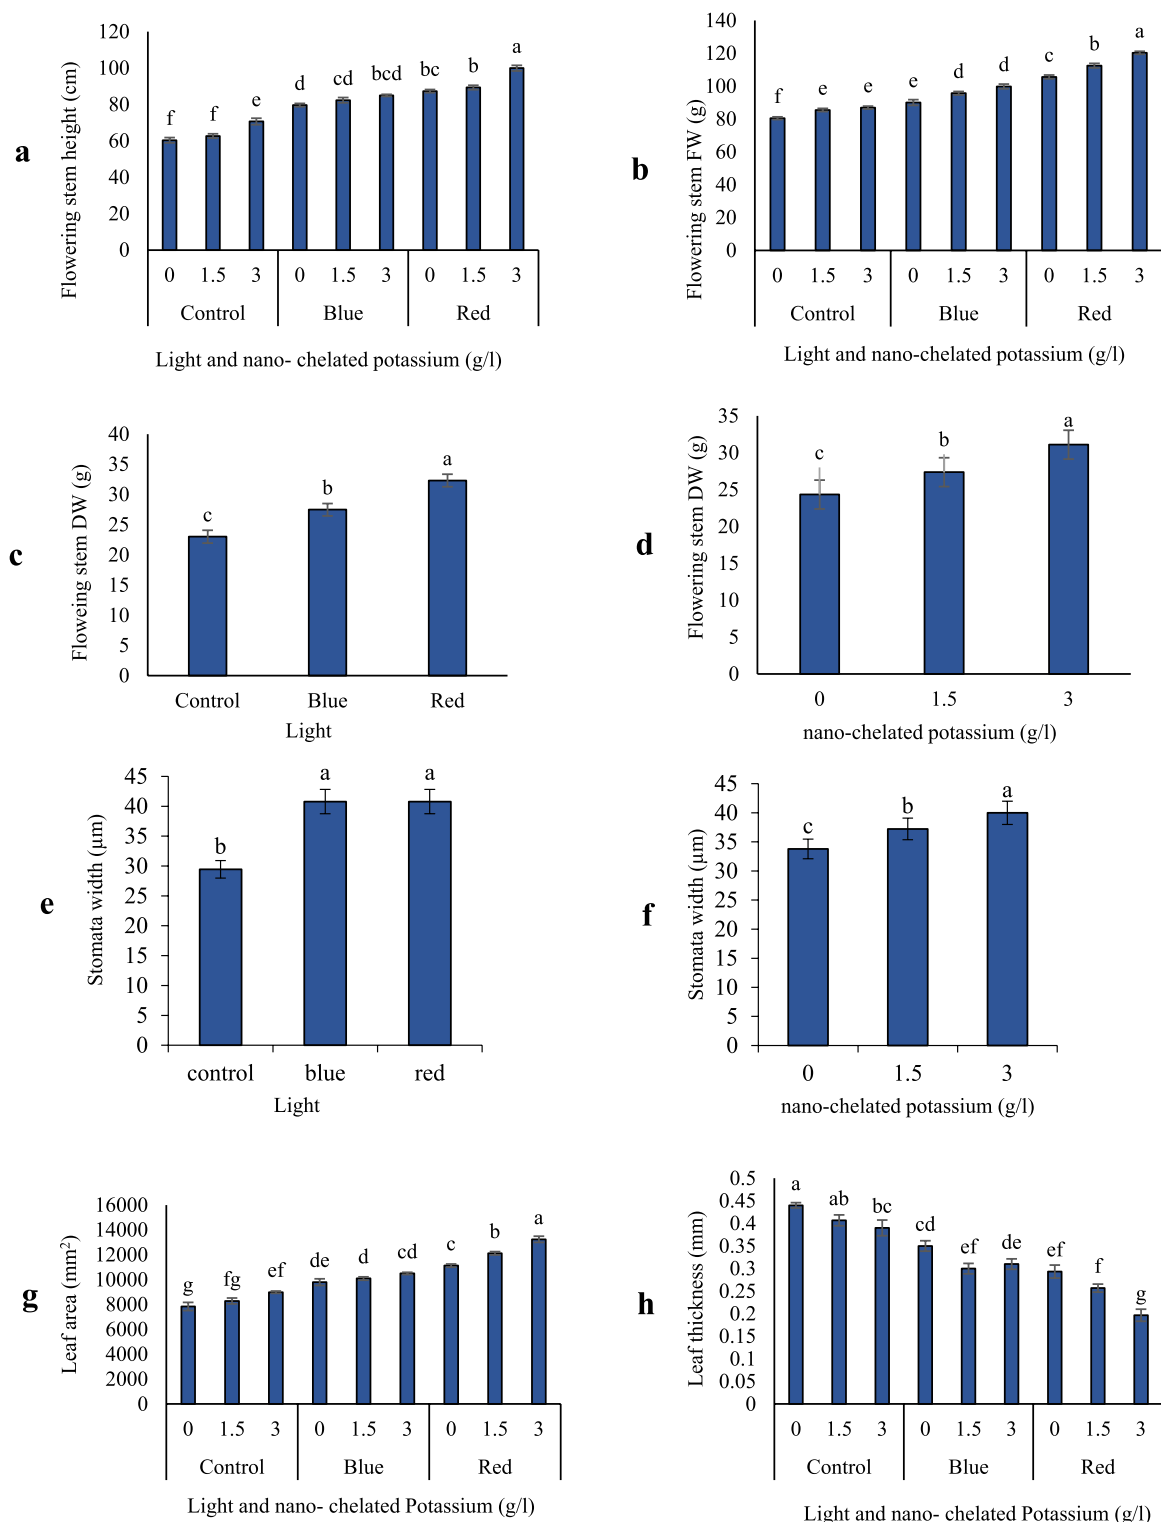 a
Flowering stem height (cm)
120
100
80
60
40
20
0
f f e d cd bcd bc b a
0 1.5 3 0 1.5 3 0 1.5 3
Control Blue Red
Light and nano- chelated potassium (g/l)
b
Flowering stem FW (g)
140
120
100
80
60
40
20
0
f e e e d d c b a
0 1.5 3 0 1.5 3 0 1.5 3
Control Blue Red
Light and nano-chelated potassium (g/l)
c
Floweing stem DW (g)
40
35
30
25
20
15
10
5
0
c b a
Control Blue Red
Light
d
Flowering stem DW (g)
35
30
25
20
15
10
5
0
c b a
0 1.5 3
nano-chelated potassium (g/l)
e
Stomata width (µm)
45
40
35
30
25
20
15
10
5
0
b a a
control blue red
Light
f
Stomata width (µm)
45
40
35
30
25
20
15
10
5
0
c b a
0 1.5 3
nano-chelated potassium (g/l)
g
Leaf area (mm²)
16000
14000
12000
10000
8000
6000
4000
2000
0
g fg ef de d cd c b a
0 1.5 3 0 1.5 3 0 1.5 3
Control Blue Red
Light and nano- chelated Potassium (g/l)
h
Leaf thickness (mm)
0.5
0.45
0.4
0.35
0.3
0.25
0.2
0.15
0.1
0.05
0
a ab bc cd ef de ef f g
0 1.5 3 0 1.5 3 0 1.5 3
Control Blue Red
Light and nano- chelated Potassium (g/l)